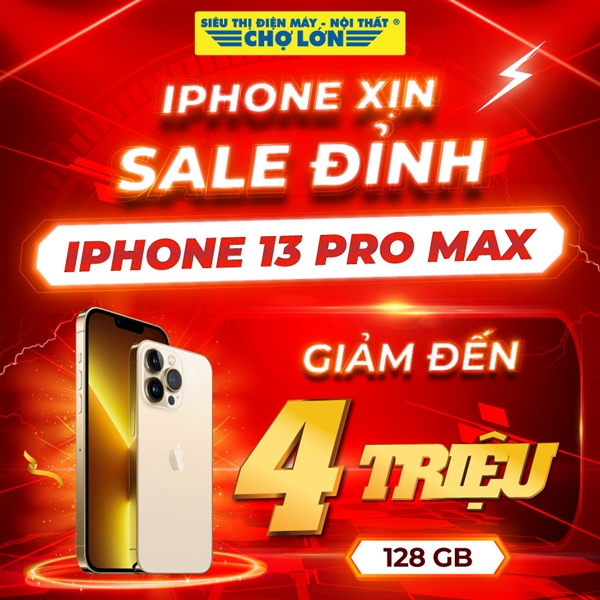 SIÊU THỊ ĐIỆN MÁY - NỘI THẤT ®
CHỢ LỚN
IPHONE XỊN
SALE ĐỈNH
IPHONE 13 PRO MAX
GIẢM ĐẾN
4 TRIỆU
128 GB